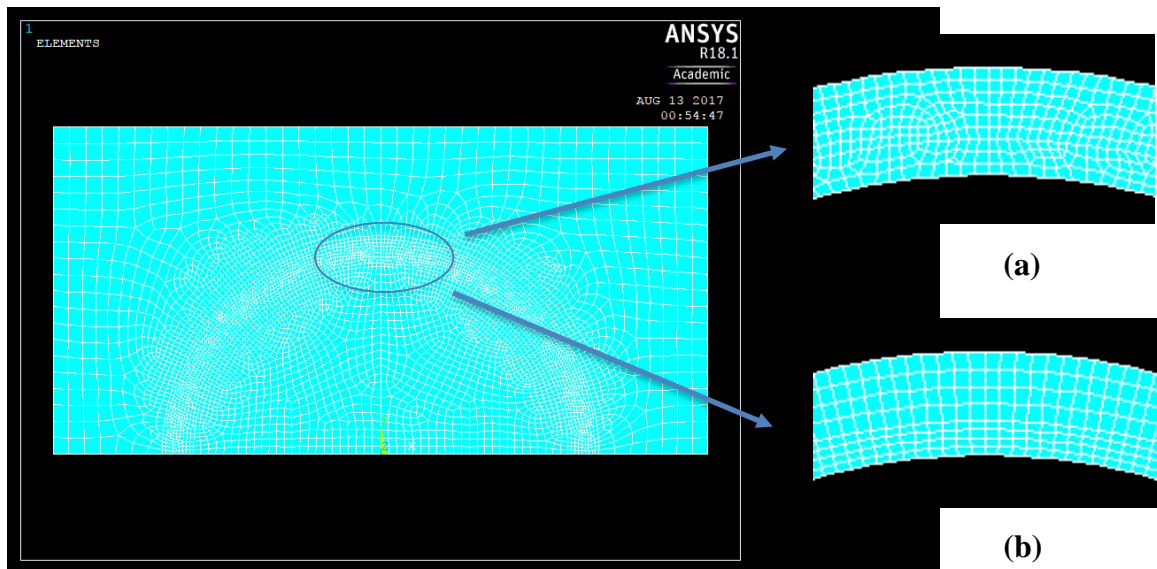 1
ELEMENTS
ANSYS
R18.1
Academic
AUG 13 2017
00:54:47
(a)
X
(b)